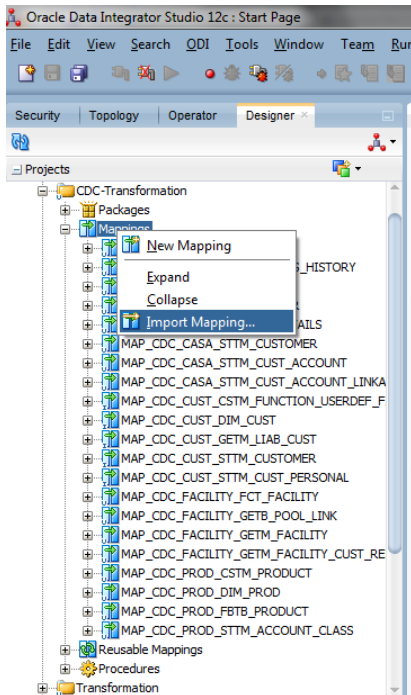 Oracle Data Integrator Studio 12c : Start Page
File Edit View Search ODI Tools Window Team Run
Security Topology Operator Designer
Projects
CDC-Transformation
Packages
Mappings
New Mapping
_HISTORY
Expand
Collapse
Import Mapping...
AILS
MAP_CDC_CASA_STTM_CUSTOMER
MAP_CDC_CASA_STTM_CUST_ACCOUNT
MAP_CDC_CASA_STTM_CUST_ACCOUNT_LINKA
MAP_CDC_CUST_CSTM_FUNCTION_USERDEF_F
MAP_CDC_CUST_DIM_CUST
MAP_CDC_CUST_GETM_LIAB_CUST
MAP_CDC_CUST_STTM_CUSTOMER
MAP_CDC_CUST_STTM_CUST_PERSONAL
MAP_CDC_FACILITY_FCT_FACILITY
MAP_CDC_FACILITY_GETB_POOL_LINK
MAP_CDC_FACILITY_GETM_FACILITY
MAP_CDC_FACILITY_GETM_FACILITY_CUST_RE
MAP_CDC_PROD_CSTM_PRODUCT
MAP_CDC_PROD_DIM_PROD
MAP_CDC_PROD_FBTB_PRODUCT
MAP_CDC_PROD_STTM_ACCOUNT_CLASS
Reusable Mappings
Procedures
Transformation